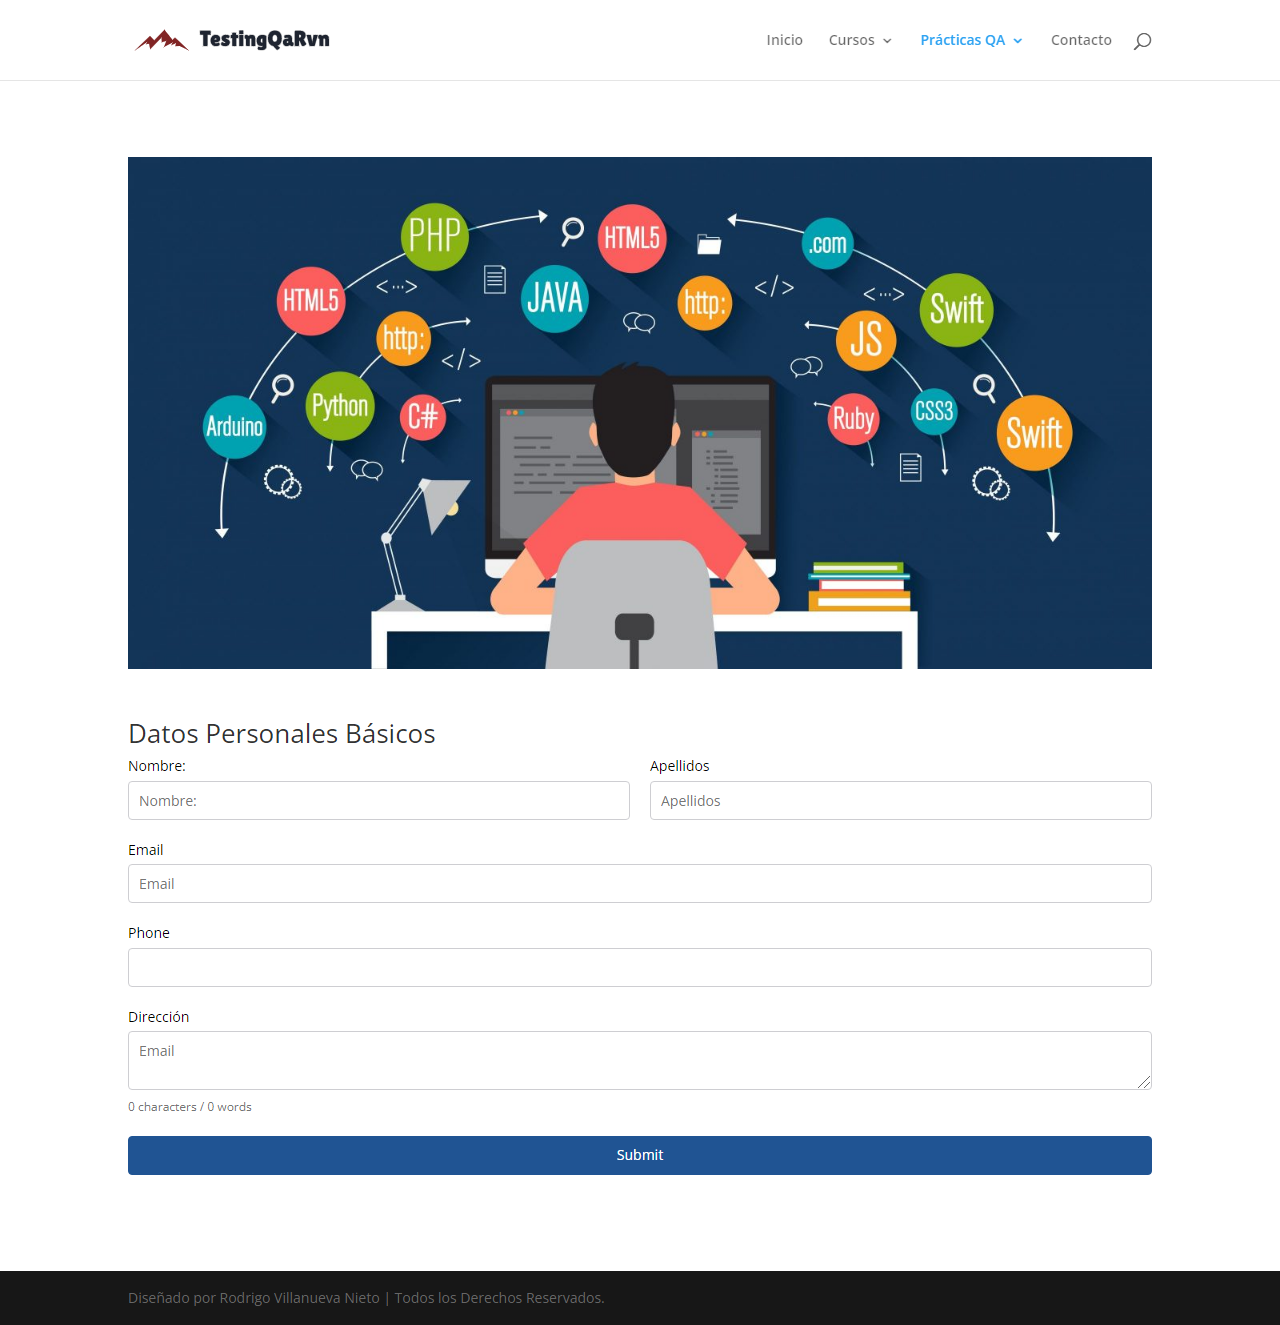 TestingQaRvn
Inicio Cursos Prácticas QA Contacto
PHP
HTML5
.com
HTML5
JAVA
http:
Swift
http:
JS
Arduino
Python
C#
Ruby
CSS3
Swift
Datos Personales Básicos
Nombre: Apellidos
Nombre: Apellidos
Email
Email
Phone
Dirección
Email
0 characters / 0 words
Submit
Diseñado por Rodrigo Villanueva Nieto | Todos los Derechos Reservados.